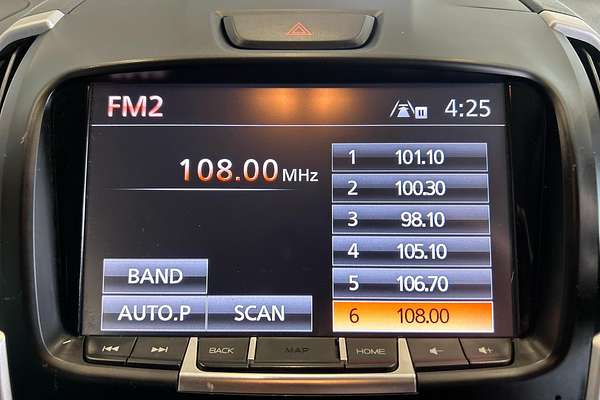 FM2
4:25
108.00 MHz
1 101.10
2 100.30
3 98.10
4 105.10
5 106.70
6 108.00
BAND
AUTO.P
SCAN
BACK
MAP
HOME